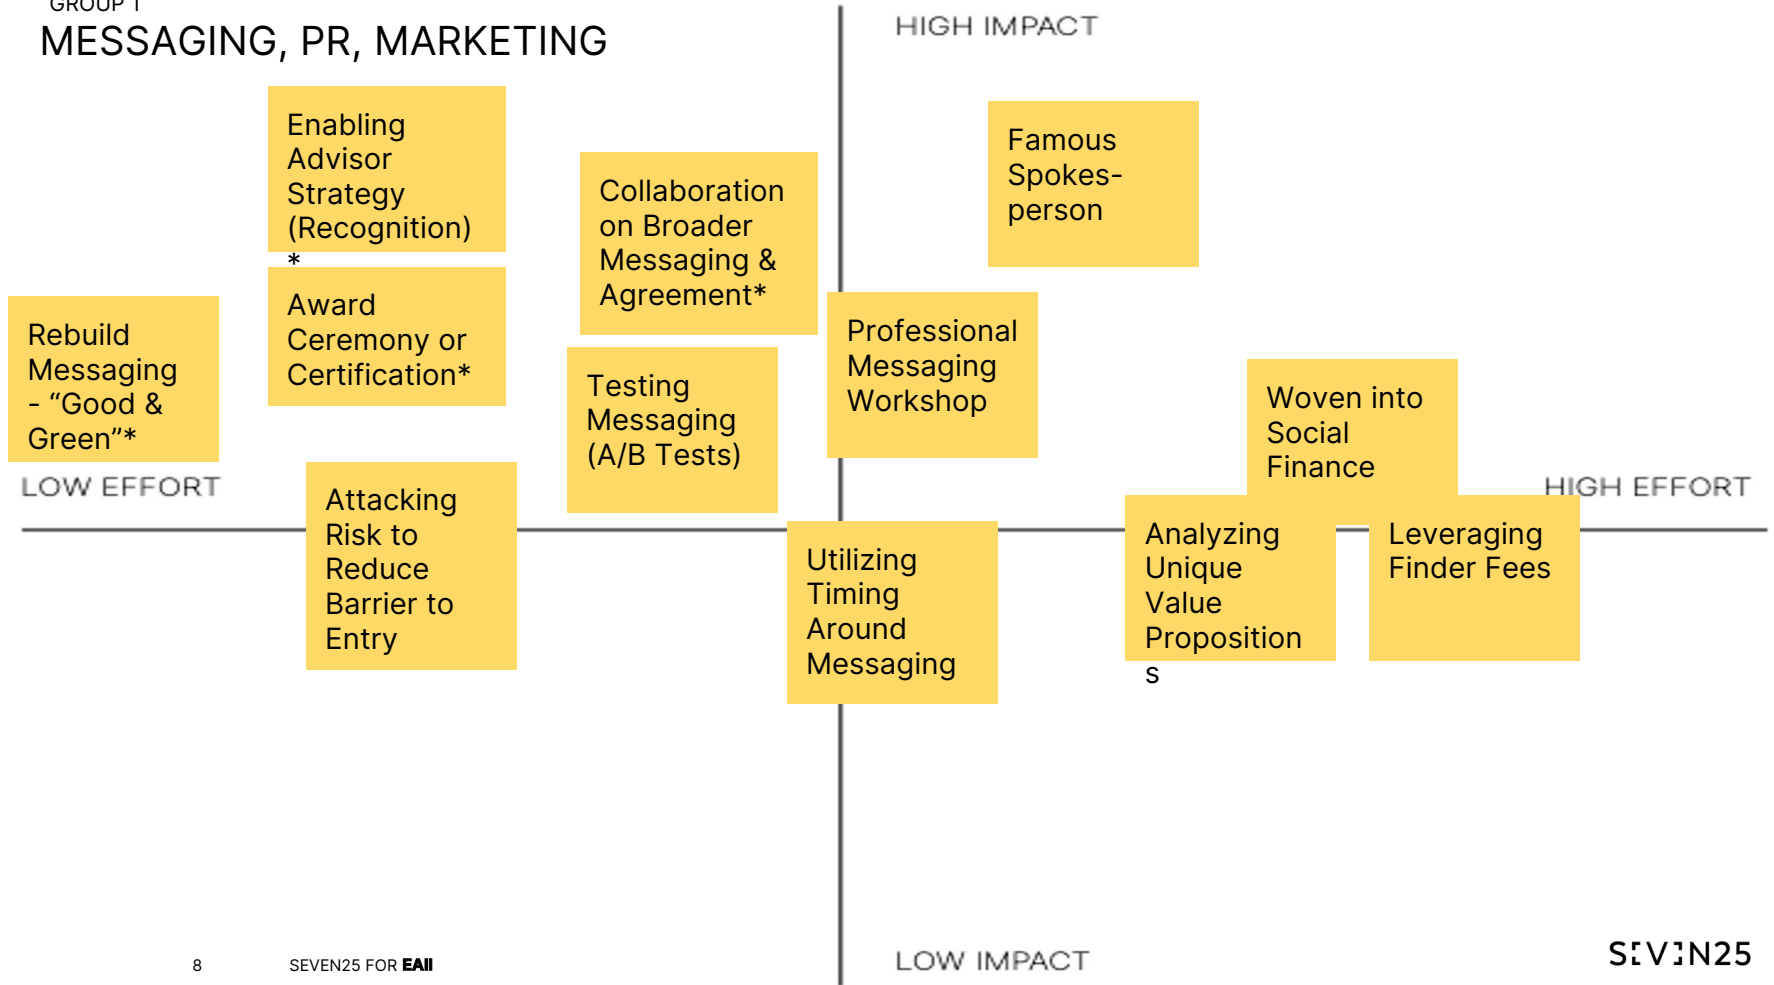 GROUP 1
MESSAGING, PR, MARKETING
HIGH IMPACT
Enabling
Advisor
Strategy
(Recognition)
*
Collaboration
on Broader
Messaging &
Agreement*
Famous
Spokes-
person
Rebuild
Messaging
- “Good &
Green”*
Award
Ceremony or
Certification*
Testing
Messaging
(A/B Tests)
Professional
Messaging
Workshop
Woven into
Social
Finance
LOW EFFORT
HIGH EFFORT
Attacking
Risk to
Reduce
Barrier to
Entry
Utilizing
Timing
Around
Messaging
Analyzing
Unique
Value
Proposition
s
Leveraging
Finder Fees
LOW IMPACT
8
SEVEN25 FOR EAII
SEVEN25